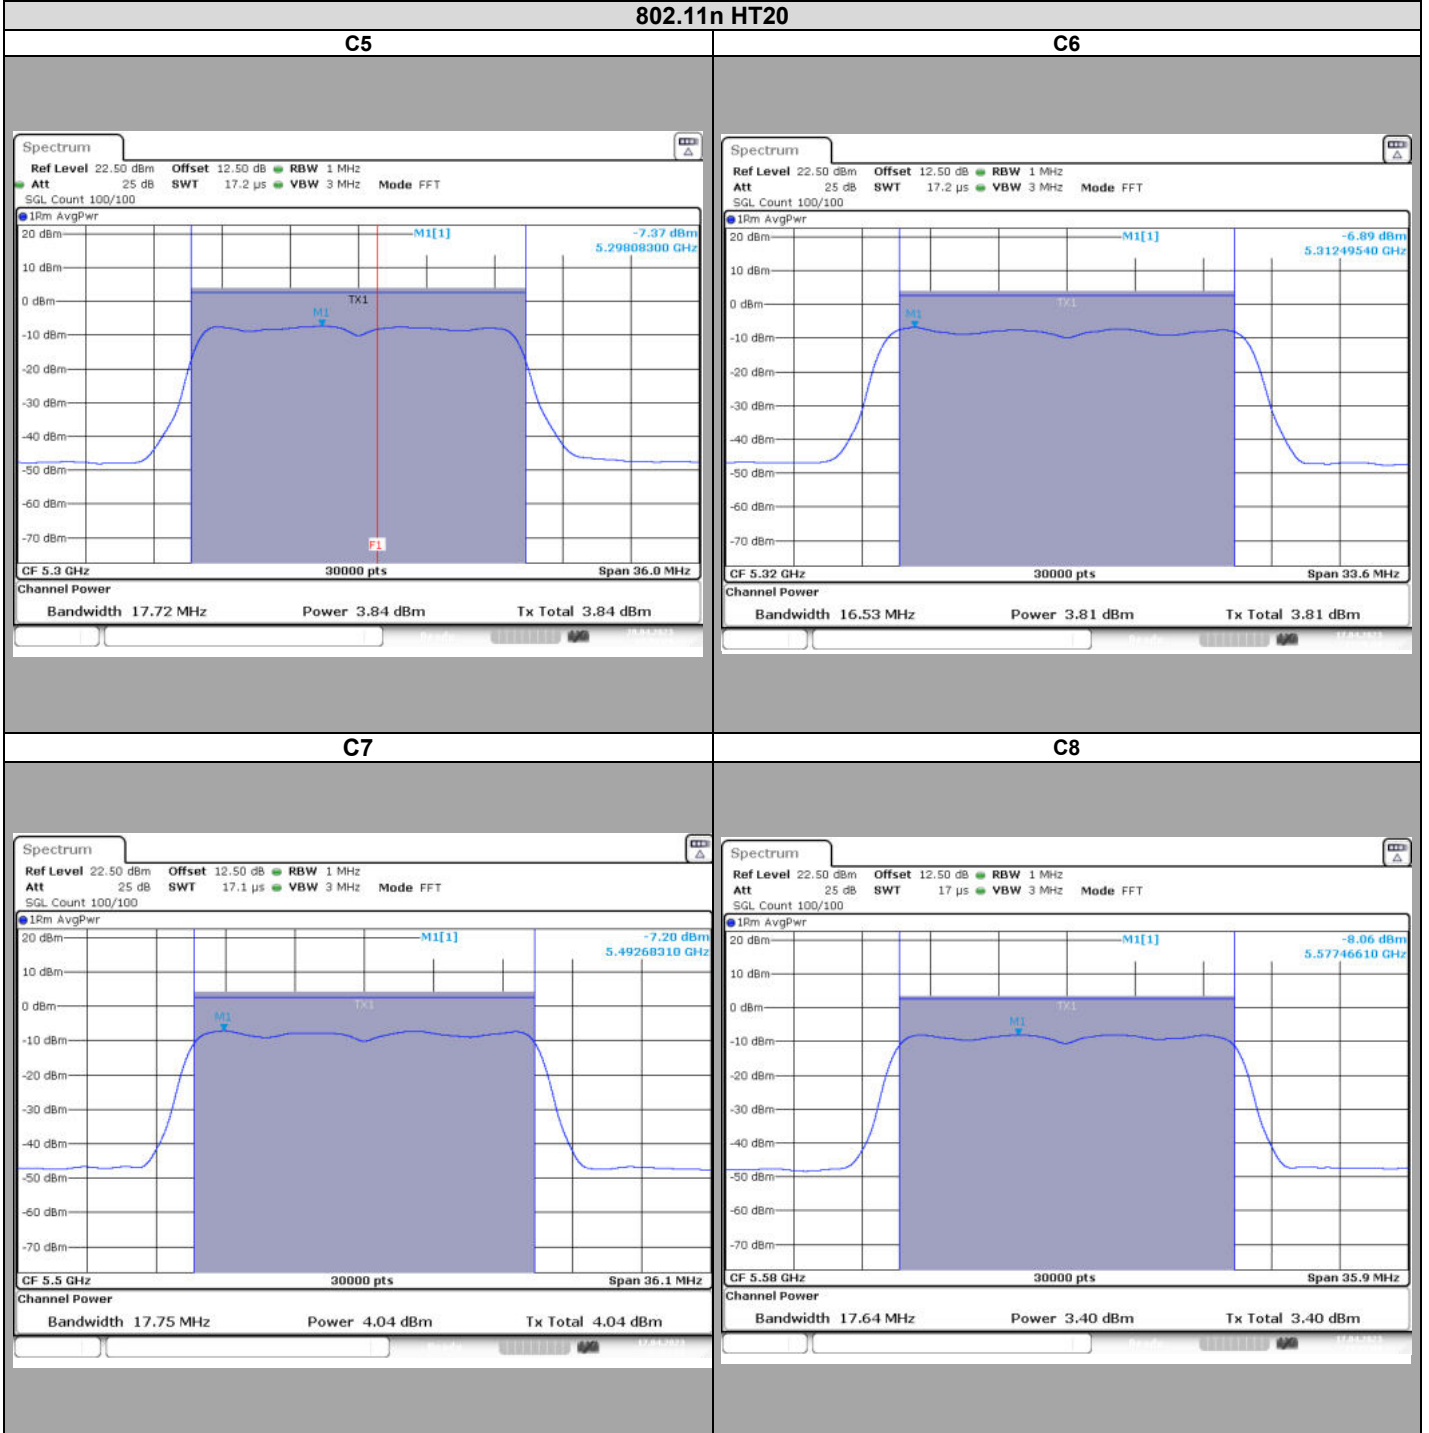 802.11n HT20
C5
C6
Spectrum
Ref Level 22.50 dBm Offset 12.50 dB RBW 1 MHz
Att 25 dB SWT 17.2 µs VBW 3 MHz Mode FFT
SGL Count 100/100
1Rm AvgPwr
M1[1] -7.37 dBm
5.29808300 GHz
20 dBm
10 dBm
0 dBm
TX1
M1
-10 dBm
-20 dBm
-30 dBm
-40 dBm
-50 dBm
-60 dBm
-70 dBm
F1
CF 5.3 GHz 30000 pts Span 36.0 MHz
Channel Power
Bandwidth 17.72 MHz Power 3.84 dBm Tx Total 3.84 dBm
Spectrum
Ref Level 22.50 dBm Offset 12.50 dB RBW 1 MHz
Att 25 dB SWT 17.2 µs VBW 3 MHz Mode FFT
SGL Count 100/100
1Rm AvgPwr
M1[1] -6.89 dBm
5.31249540 GHz
20 dBm
10 dBm
0 dBm
TX1
M1
-10 dBm
-20 dBm
-30 dBm
-40 dBm
-50 dBm
-60 dBm
-70 dBm
CF 5.32 GHz 30000 pts Span 33.6 MHz
Channel Power
Bandwidth 16.53 MHz Power 3.81 dBm Tx Total 3.81 dBm
C7
C8
Spectrum
Ref Level 22.50 dBm Offset 12.50 dB RBW 1 MHz
Att 25 dB SWT 17.1 µs VBW 3 MHz Mode FFT
SGL Count 100/100
1Rm AvgPwr
M1[1] -7.20 dBm
5.49268310 GHz
20 dBm
10 dBm
0 dBm
TX1
M1
-10 dBm
-20 dBm
-30 dBm
-40 dBm
-50 dBm
-60 dBm
-70 dBm
CF 5.5 GHz 30000 pts Span 36.1 MHz
Channel Power
Bandwidth 17.75 MHz Power 4.04 dBm Tx Total 4.04 dBm
Spectrum
Ref Level 22.50 dBm Offset 12.50 dB RBW 1 MHz
Att 25 dB SWT 17 µs VBW 3 MHz Mode FFT
SGL Count 100/100
1Rm AvgPwr
M1[1] -8.06 dBm
5.57746610 GHz
20 dBm
10 dBm
0 dBm
TX1
M1
-10 dBm
-20 dBm
-30 dBm
-40 dBm
-50 dBm
-60 dBm
-70 dBm
CF 5.58 GHz 30000 pts Span 35.9 MHz
Channel Power
Bandwidth 17.64 MHz Power 3.40 dBm Tx Total 3.40 dBm